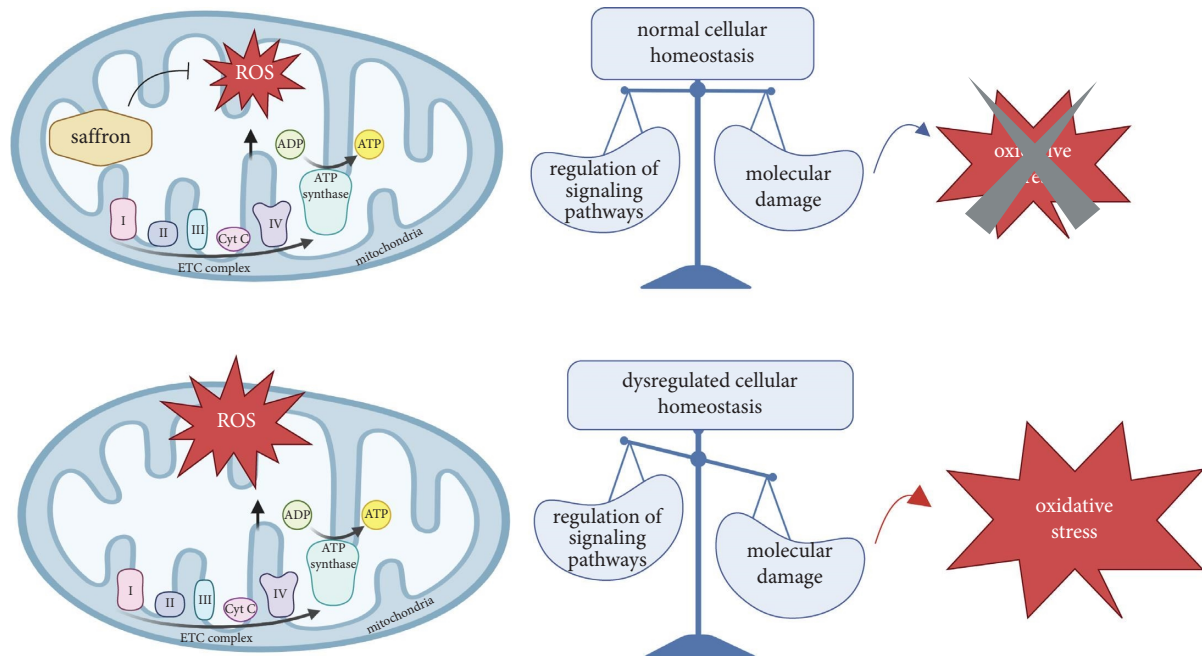 ROS
saffron
ADP
ATP
ATP
synthase
I
II
III
Cyt C
IV
ETC complex
mitochondria
normal cellular
homeostasis
regulation of
signaling
pathways
molecular
damage
ROS
ADP
ATP
ATP
synthase
I
II
III
Cyt C
IV
ETC complex
mitochondria
dysregulated cellular
homeostasis
regulation of
signaling
pathways
molecular
damage
oxidative
stress